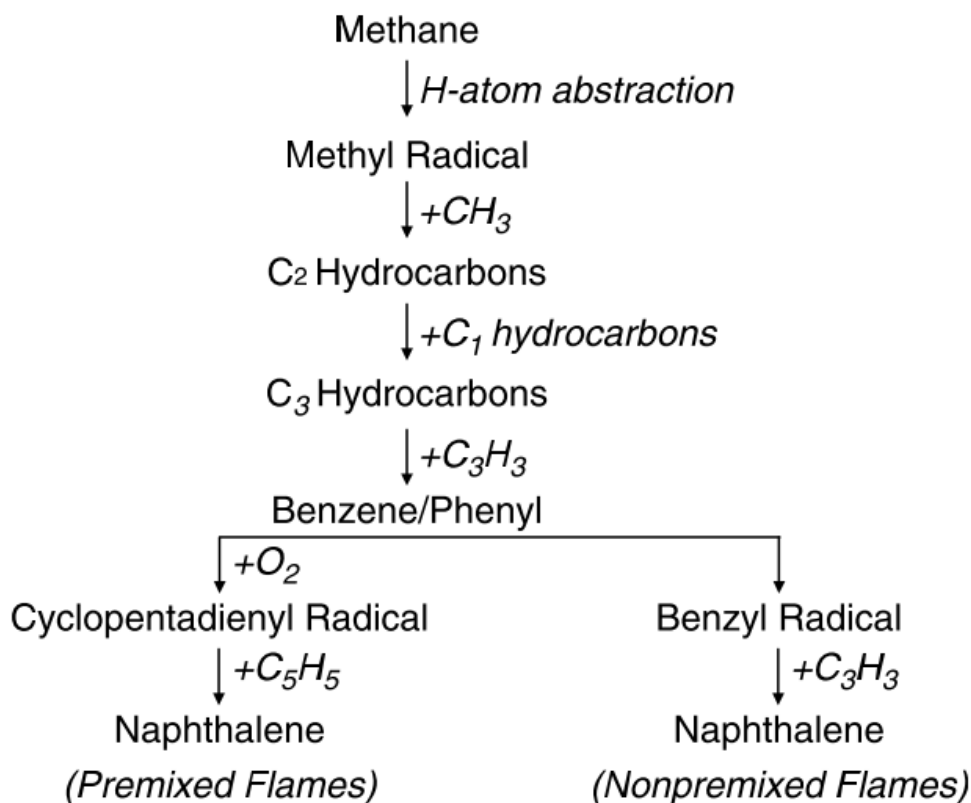 Methane
H-atom abstraction
Methyl Radical
+CH₃
C₂ Hydrocarbons
+C₁ hydrocarbons
C₃ Hydrocarbons
+C₃H₃
Benzene/Phenyl
+O₂
Cyclopentadienyl Radical
Benzyl Radical
+C₅H₅
+C₃H₃
Naphthalene
Naphthalene
(Premixed Flames)
(Nonpremixed Flames)